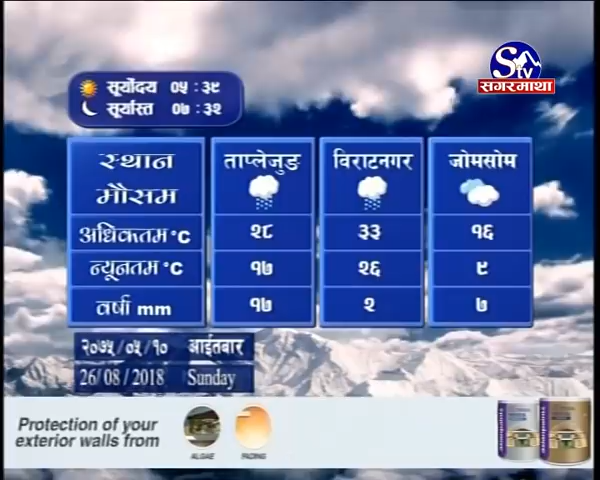 STV
सगरमाथा
सूर्योदय ०५ : ३९
सूर्यास्त ०७ : ३२
स्थान ताप्लेजुङ विराटनगर जोमसोम
मौसम
अधिकतम °C २८ ३३ १६
न्यूनतम °C १७ २६ ९
वर्षा mm १७ २ ७
२०७५/०५/१० आईतबार
26/08/2018 Sunday
Protection of your
exterior walls from
ALGAE FADING